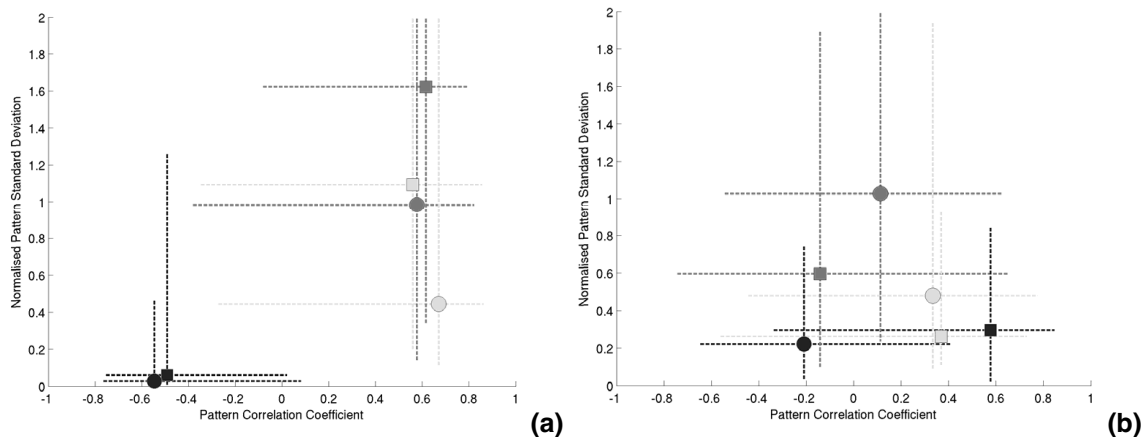 2
1.8
1.6
1.4
1.2
1
0.8
0.6
0.4
0.2
0
Normalised Pattern Standard Deviation
-1 -0.8 -0.6 -0.4 -0.2 0 0.2 0.4 0.6 0.8 1
Pattern Correlation Coefficient
(a)
2
1.8
1.6
1.4
1.2
1
0.8
0.6
0.4
0.2
0
Normalised Pattern Standard Deviation
-1 -0.8 -0.6 -0.4 -0.2 0 0.2 0.4 0.6 0.8 1
Pattern Correlation Coefficient
(b)